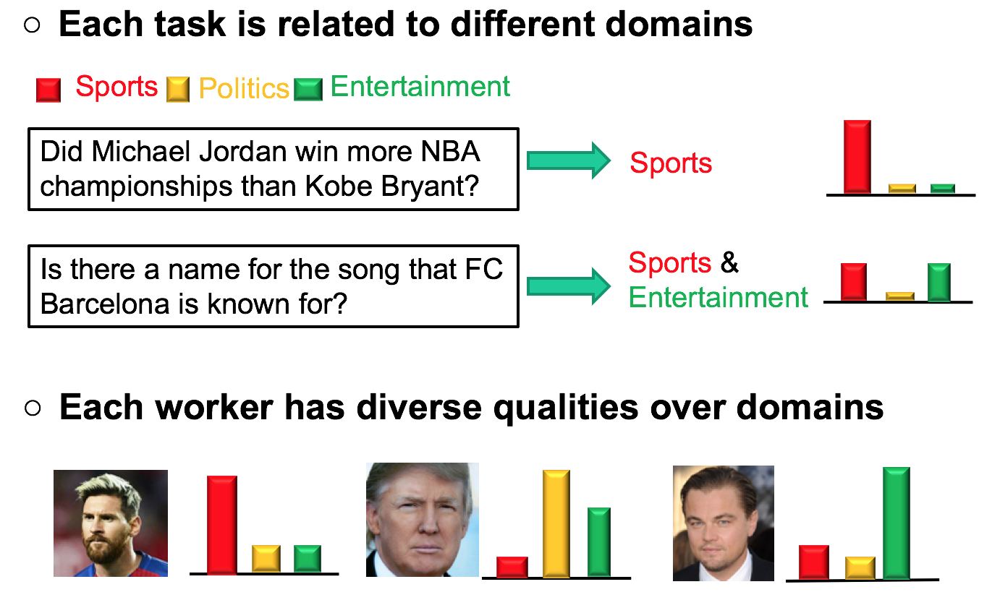 ○ Each task is related to different domains
Sports Politics Entertainment
Did Michael Jordan win more NBA
championships than Kobe Bryant?
Sports
Is there a name for the song that FC
Barcelona is known for?
Sports &
Entertainment
○ Each worker has diverse qualities over domains